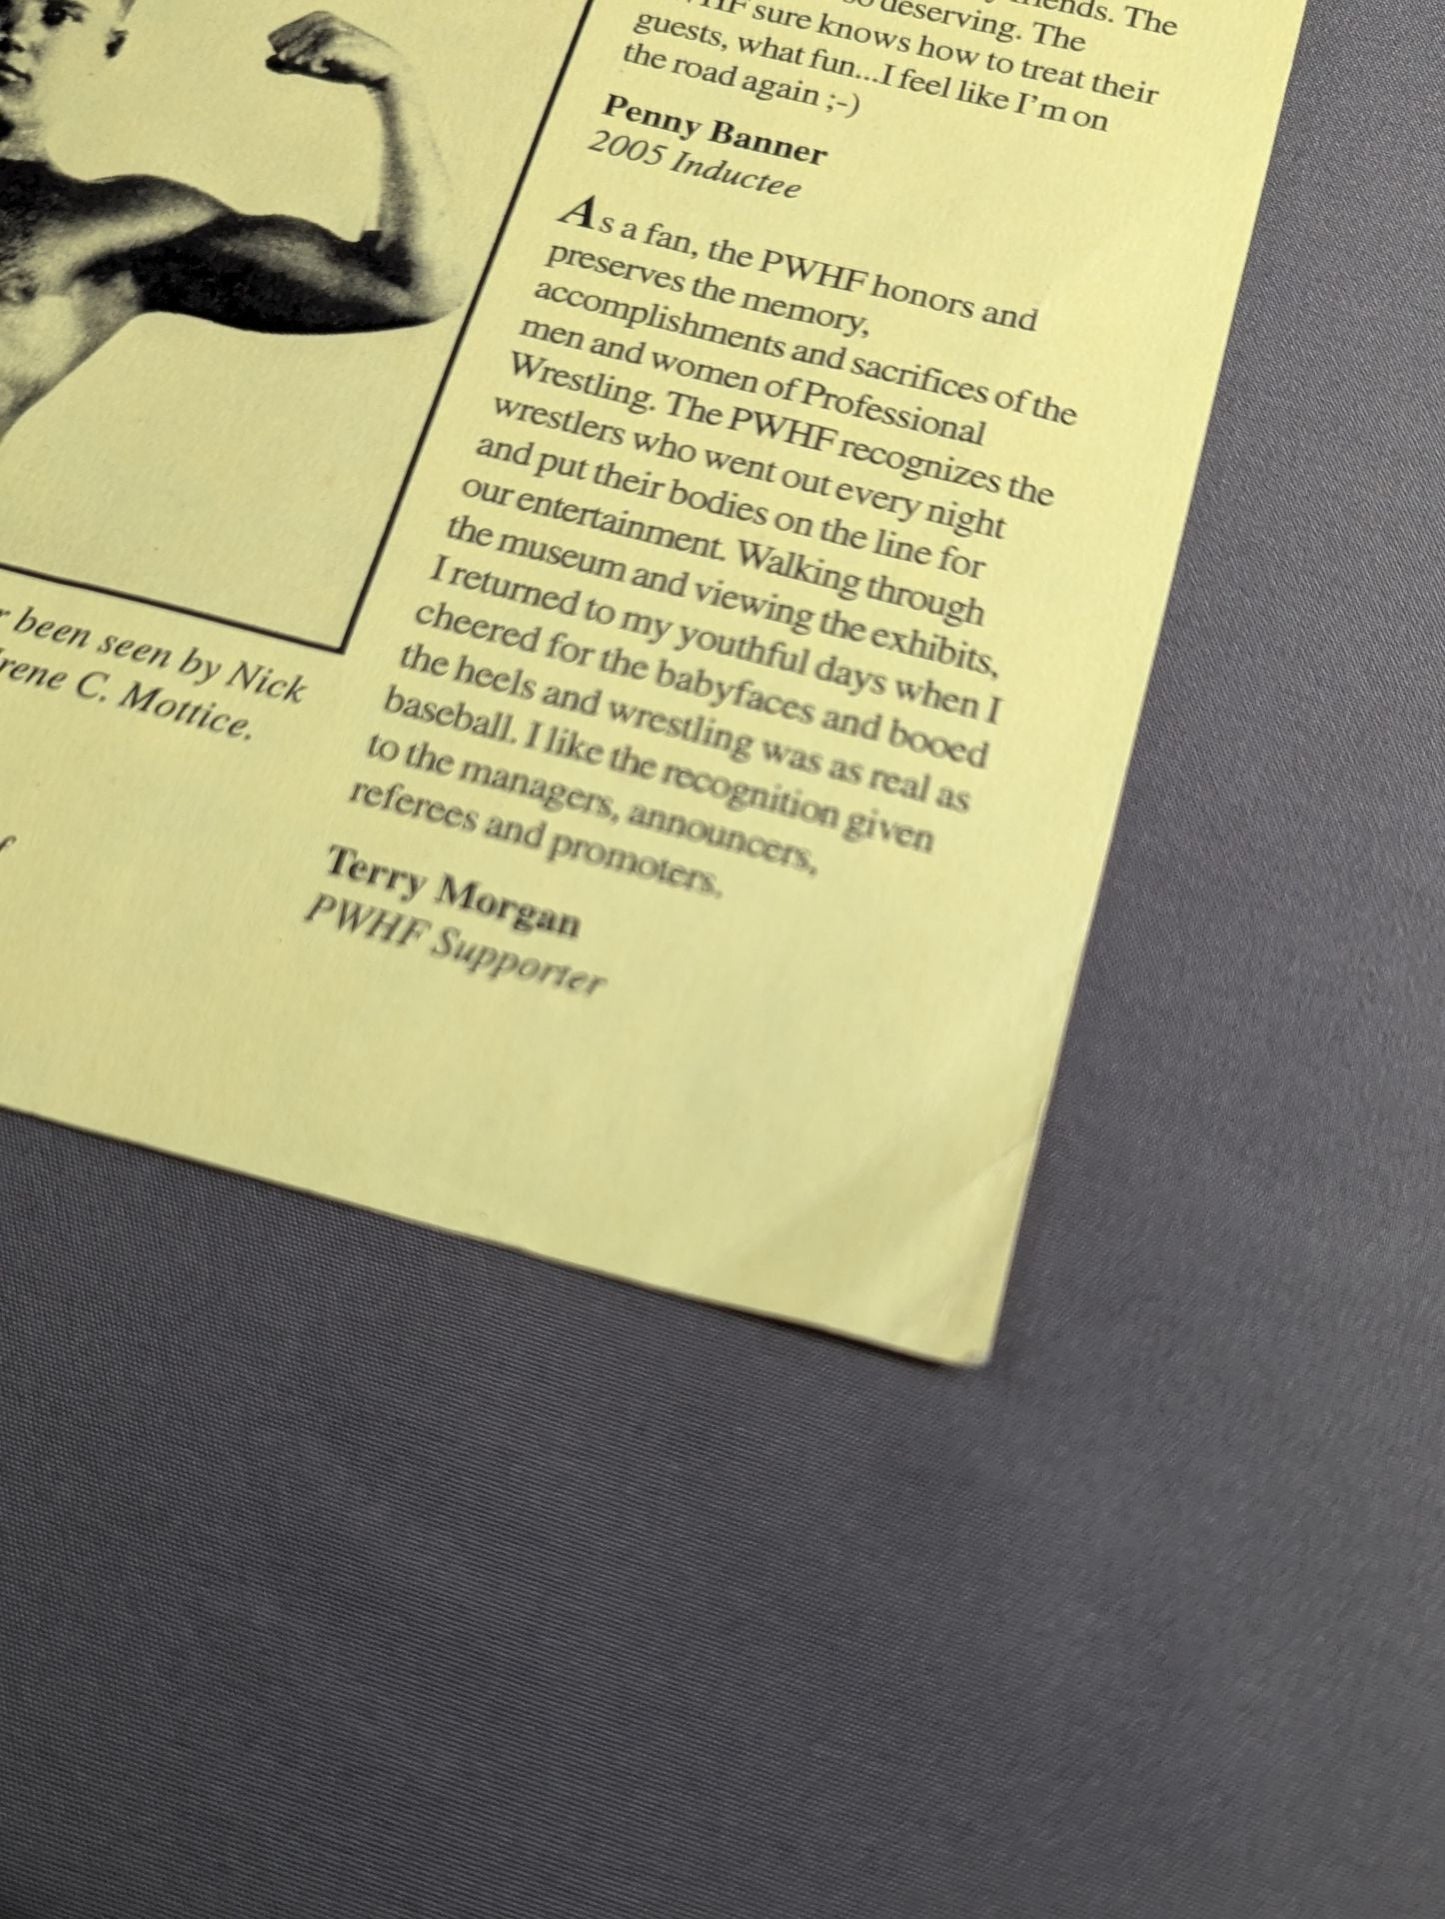 been seen by Nick
Irene C. Mottice.
f
friends. The
so deserving. The
HF sure knows how to treat their
guests, what fun...I feel like I'm on
the road again ;-)
Penny Banner
2005 Inductee
As a fan, the PWHF honors and
preserves the memory,
accomplishments and sacrifices of the
men and women of Professional
Wrestling. The PWHF recognizes the
wrestlers who went out every night
and put their bodies on the line for
our entertainment. Walking through
the museum and viewing the exhibits,
I returned to my youthful days when I
cheered for the babyfaces and booed
the heels and wrestling was as real as
baseball. I like the recognition given
to the managers, announcers,
referees and promoters.
Terry Morgan
PWHF Supporter